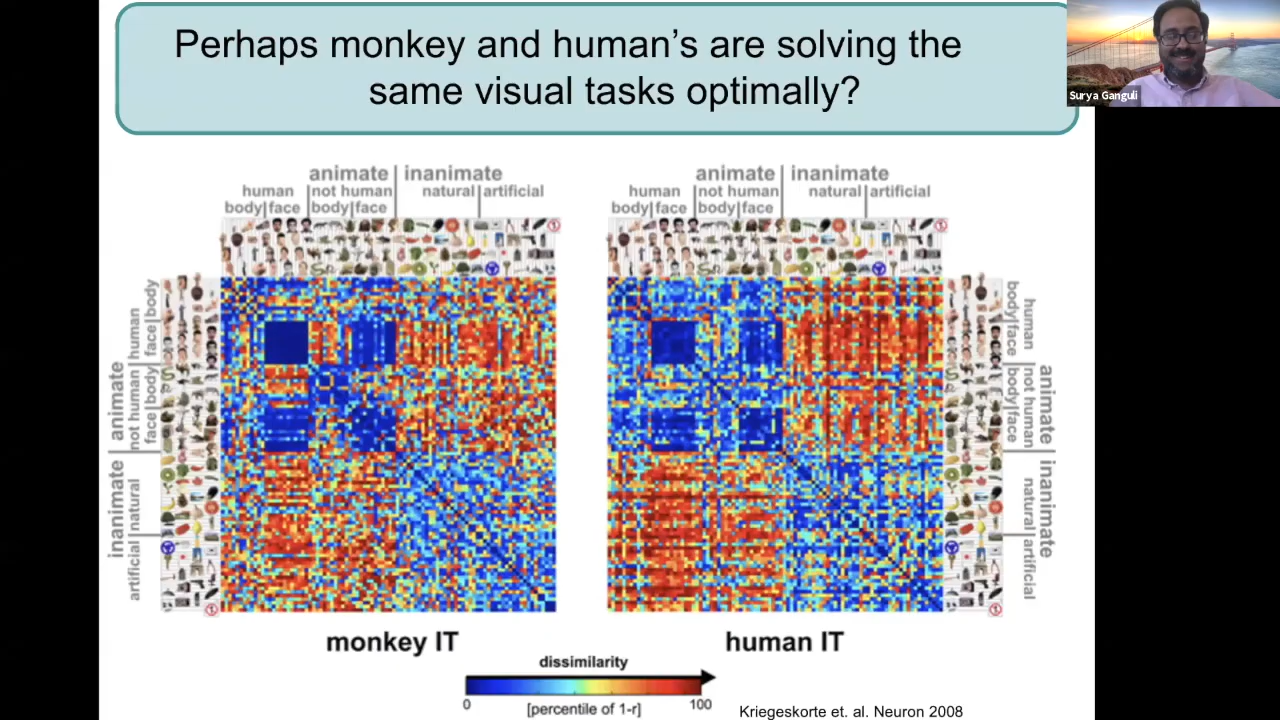 Perhaps monkey and human's are solving the
same visual tasks optimally?
Surya Ganguli
animate inanimate
human not human natural artificial
body face body face
animate inanimate
human not human natural artificial
body face body face
animate
human
body
face
not human
body
face
inanimate
natural
artificial
human
body
face
not human
body
face
animate
inanimate
natural
artificial
monkey IT
human IT
dissimilarity
0
[percentile of 1-r]
100
Kriegeskorte et. al. Neuron 2008